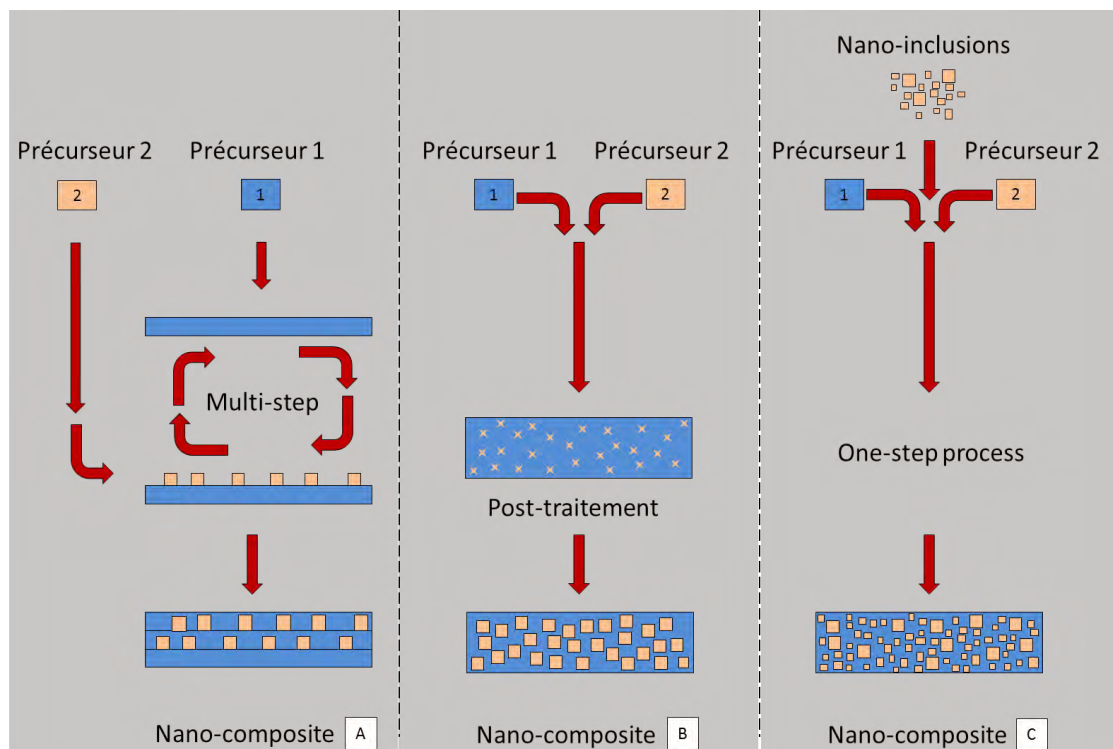 Nano-inclusions
Précurseur 2 Précurseur 1 Précurseur 1 Précurseur 2 Précurseur 1 Précurseur 2
2 1 1 2 1 2
Multi-step
One-step process
Post-traitement
Nano-composite A Nano-composite B Nano-composite C